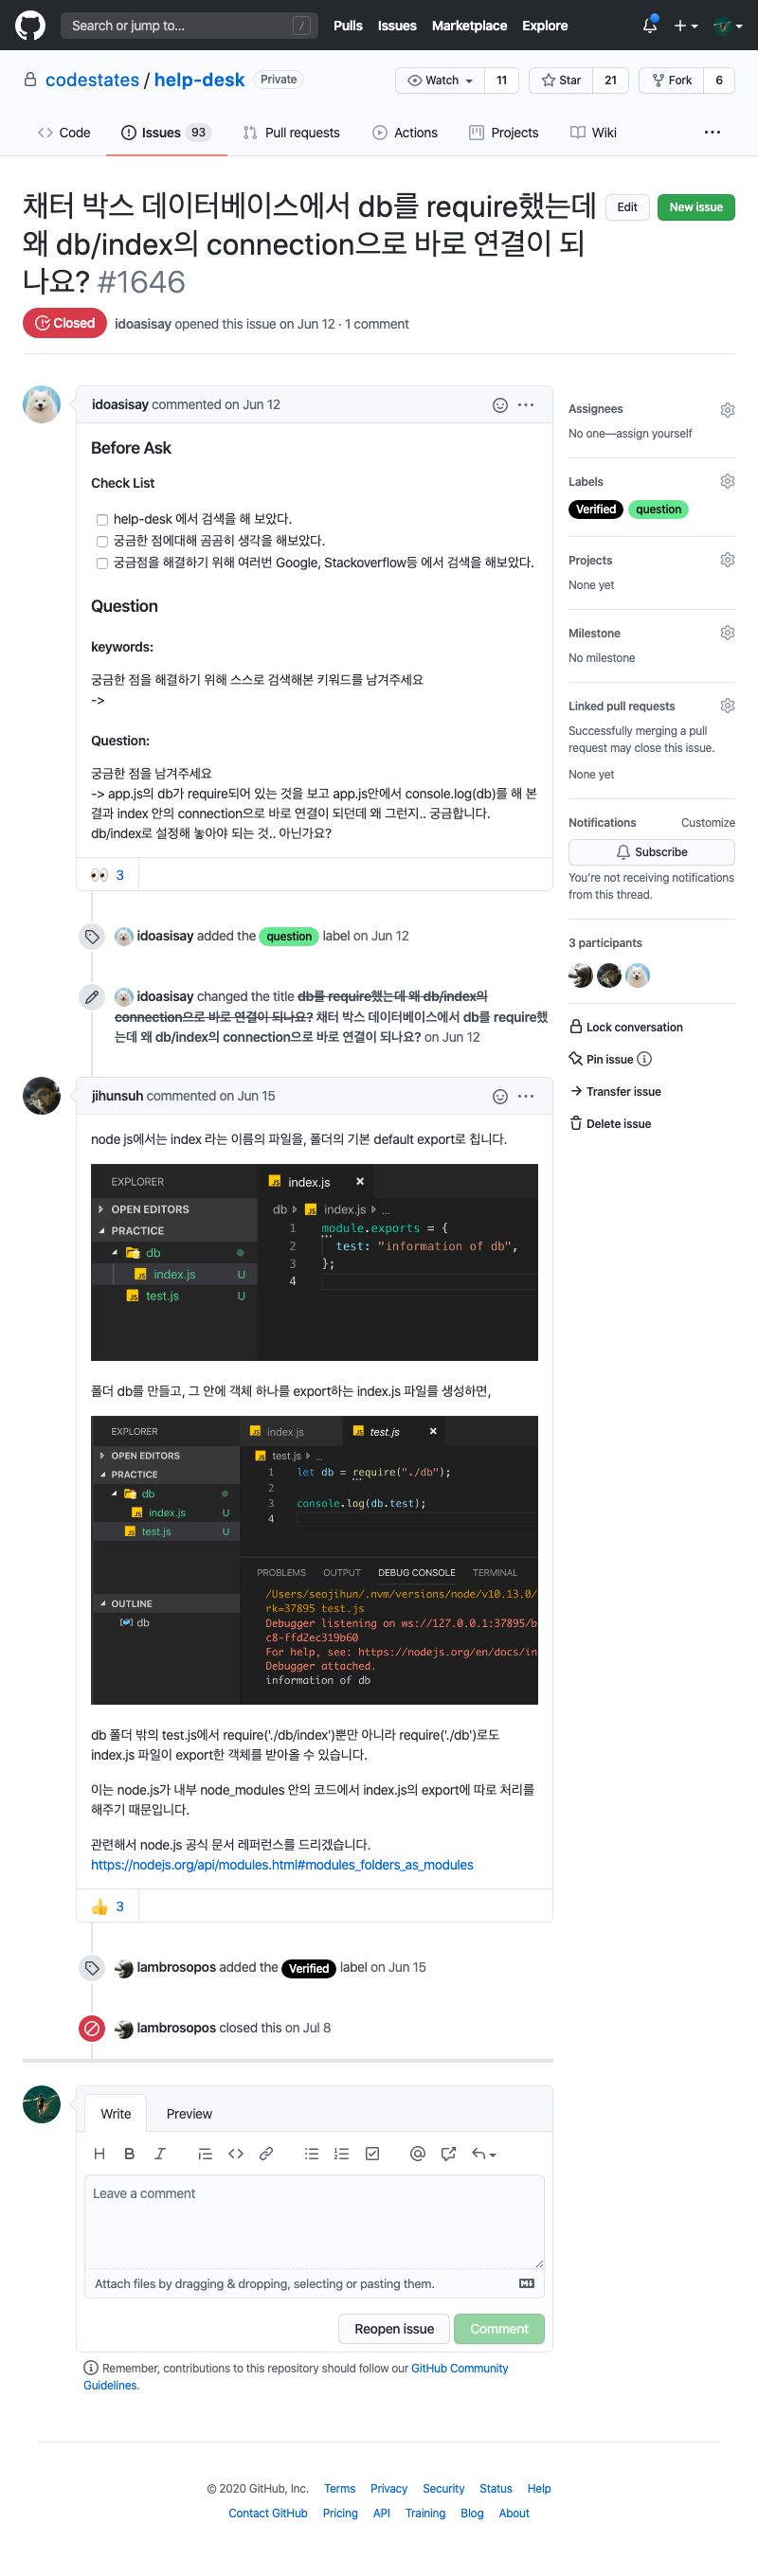 Search or jump to... /
Pulls Issues Marketplace Explore
codestates / help-desk Private
Watch 11 Star 21 Fork 6
Code Issues 93 Pull requests Actions Projects Wiki ...
채터 박스 데이터베이스에서 db를 require했는데
왜 db/index의 connection으로 바로 연결이 되
나요? #1646
Edit New issue
Closed idoasisay opened this issue on Jun 12 · 1 comment
idoasisay commented on Jun 12
Before Ask
Check List
help-desk 에서 검색을 해 보았다.
궁금한 점에대해 곰곰히 생각을 해보았다.
궁금점을 해결하기 위해 여러번 Google, Stackoverflow등 에서 검색을 해보았다.
Question
keywords:
궁금한 점을 해결하기 위해 스스로 검색해본 키워드를 남겨주세요
->
Question:
궁금한 점을 남겨주세요
-> app.js의 db가 require되어 있는 것을 보고 app.js안에서 console.log(db)를 해 본
결과 index 안의 connection으로 바로 연결이 되던데 왜 그런지.. 궁금합니다.
db/index로 설정해 놓아야 되는 것.. 아닌가요?
👀 3
Assignees
No one—assign yourself
Labels
Verified question
Projects
None yet
Milestone
No milestone
Linked pull requests
Successfully merging a pull
request may close this issue.
None yet
Notifications Customize
Subscribe
You're not receiving notifications
from this thread.
3 participants
Lock conversation
Pin issue
Transfer issue
Delete issue
idoasisay added the question label on Jun 12
idoasisay changed the title db를 require했는데 왜 db/index의
connection으로 바로 연결이 되나요? 채터 박스 데이터베이스에서 db를 require했
는데 왜 db/index의 connection으로 바로 연결이 되나요? on Jun 12
jihunsuh commented on Jun 15
node js에서는 index 라는 이름의 파일을, 폴더의 기본 default export로 칩니다.
EXPLORER
OPEN EDITORS
PRACTICE
db
index.js U
test.js U
JS index.js ×
db JS index.js ...
1 module.exports = {
2 test: "information of db",
3 };
4
폴더 db를 만들고, 그 안에 객체 하나를 export하는 index.js 파일를 생성하면,
EXPLORER
OPEN EDITORS
PRACTICE
db
JS index.js U
JS test.js U
OUTLINE
db
JS index.js JS test.js ×
JS test.js ...
1 let db = require("./db");
2
3 console.log(db.test);
4
PROBLEMS OUTPUT DEBUG CONSOLE TERMINAL
/Users/seojihun/.nvm/versions/node/v10.13.0/
rk=37895 test.js
Debugger listening on ws://127.0.0.1:37895/b
c8-ffd2ec319b60
For help, see: https://nodejs.org/en/docs/in
Debugger attached.
information of db
db 폴더 밖의 test.js에서 require('./db/index')뿐만 아니라 require('./db')로도
index.js 파일이 export한 객체를 받아올 수 있습니다.
이는 node.js가 내부 node_modules 안의 코드에서 index.js의 export에 따로 처리를
해주기 때문입니다.
관련해서 node.js 공식 문서 레퍼런스를 드리겠습니다.
https://nodejs.org/api/modules.html#modules_folders_as_modules
👍 3
lambrosopos added the Verified label on Jun 15
lambrosopos closed this on Jul 8
Write Preview
H B I
Leave a comment
Attach files by dragging & dropping, selecting or pasting them.
Reopen issue Comment
Remember, contributions to this repository should follow our GitHub Community
Guidelines.
© 2020 GitHub, Inc. Terms Privacy Security Status Help
Contact GitHub Pricing API Training Blog About